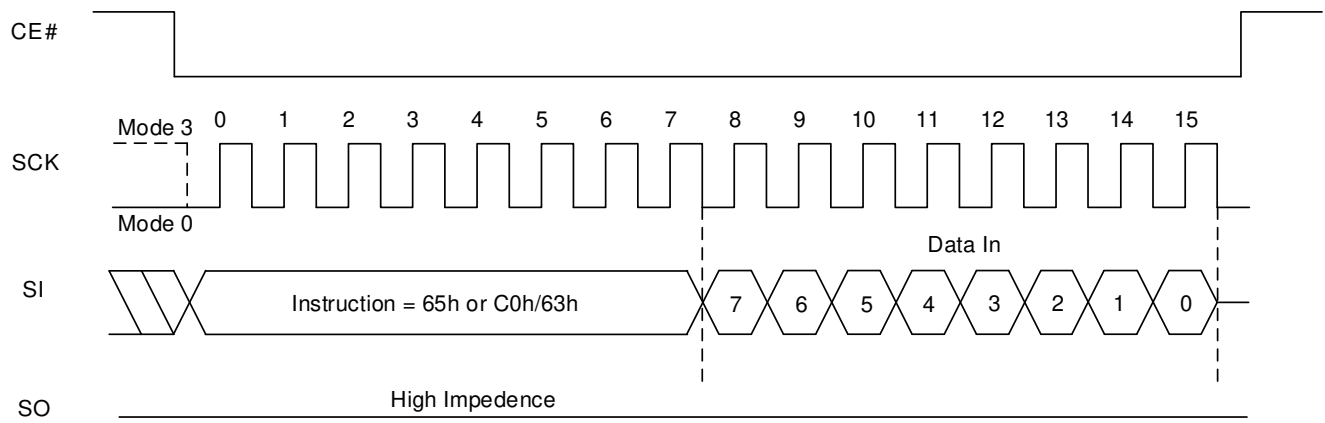 CE#
Mode 3 0 1 2 3 4 5 6 7 8 9 10 11 12 13 14 15
SCK
Mode 0
Data In
SI Instruction = 65h or C0h/63h 7 6 5 4 3 2 1 0
High Impedence
SO